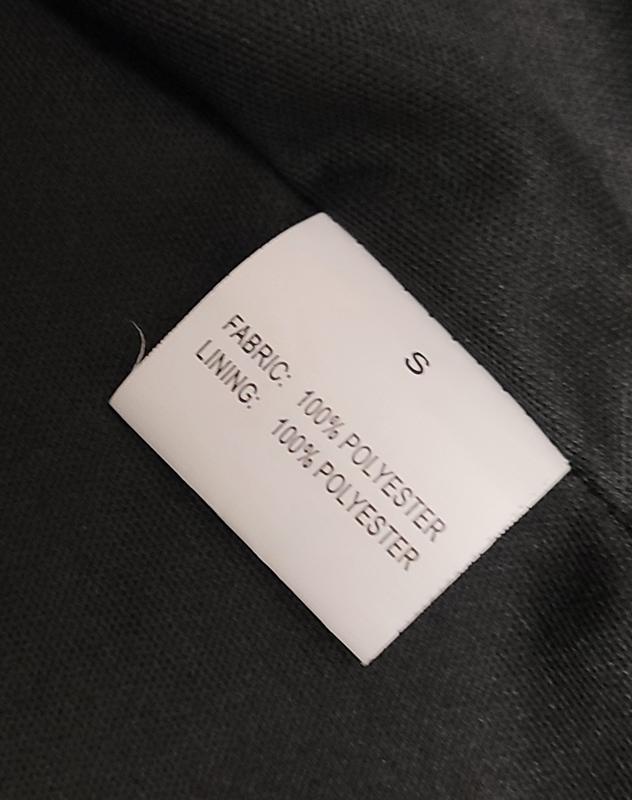 S
FABRIC: 100% POLYESTER
LINING: 100% POLYESTER